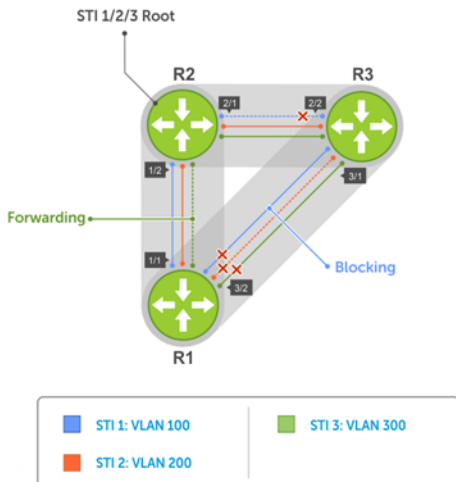 STI 1/2/3 Root
R2
R3
2/1
2/2
1/2
3/1
Forwarding
1/1
Blocking
3/2
R1
STI 1: VLAN 100
STI 3: VLAN 300
STI 2: VLAN 200